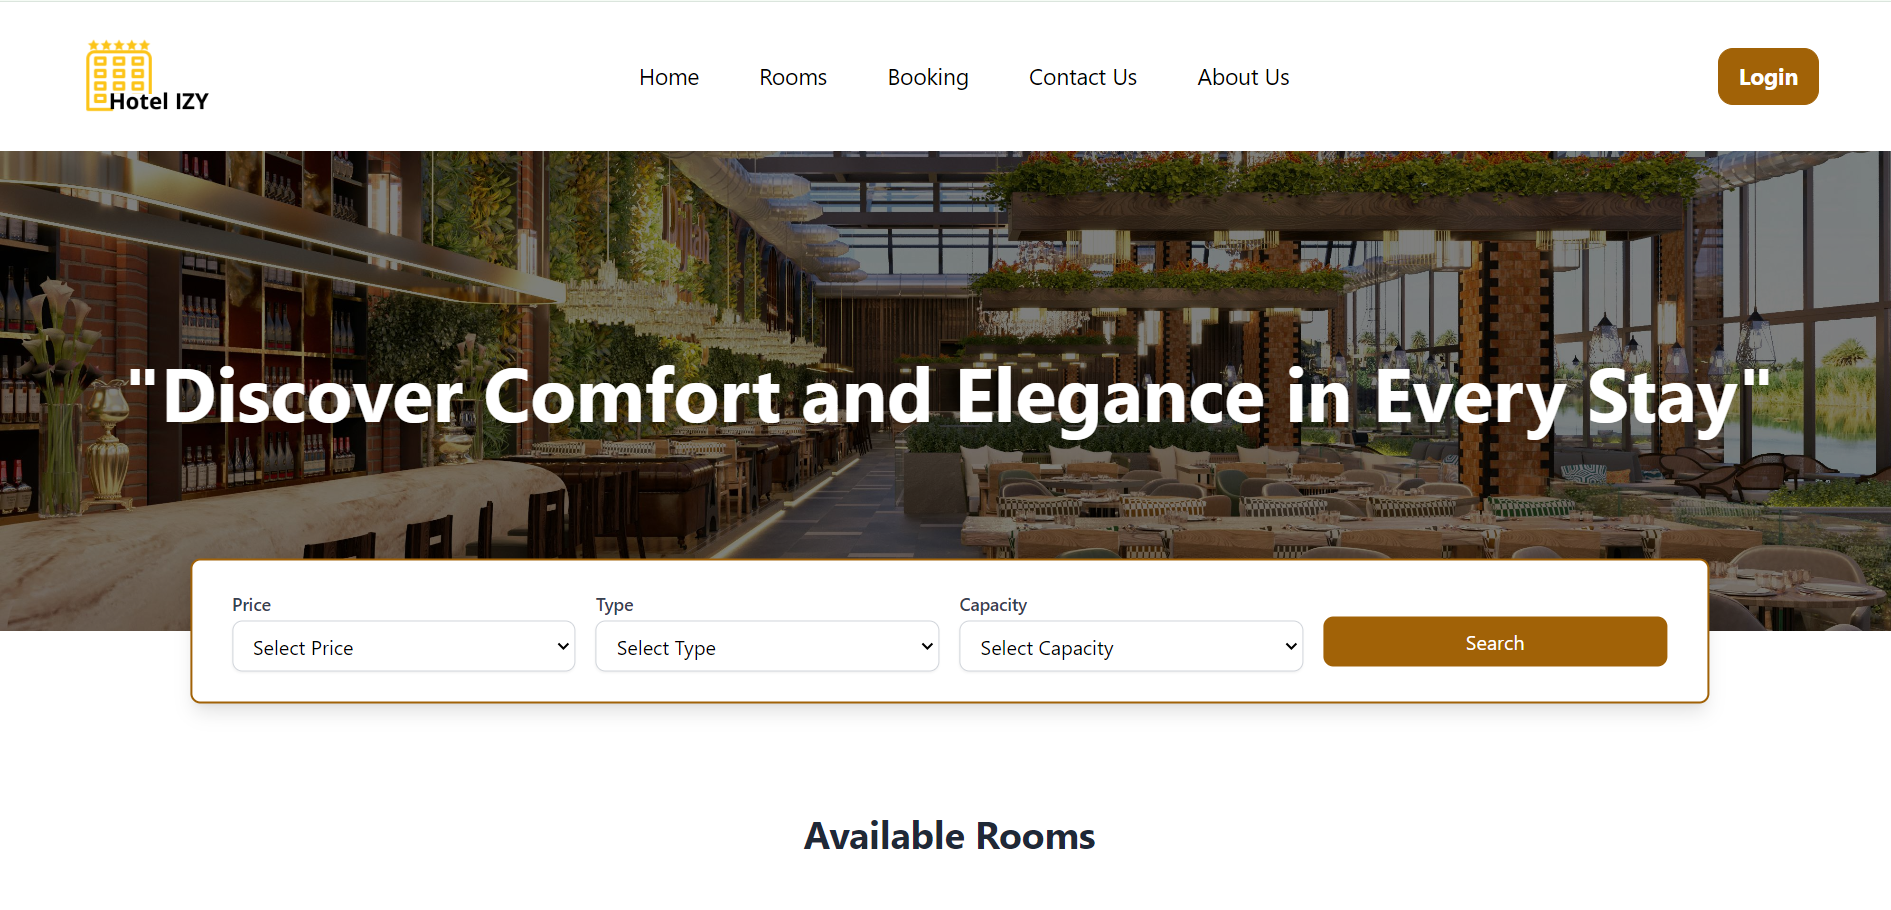 Hotel IZY
Home Rooms Booking Contact Us About Us
Login
"Discover Comfort and Elegance in Every Stay"
Price Type Capacity
Select Price Select Type Select Capacity Search
Available Rooms